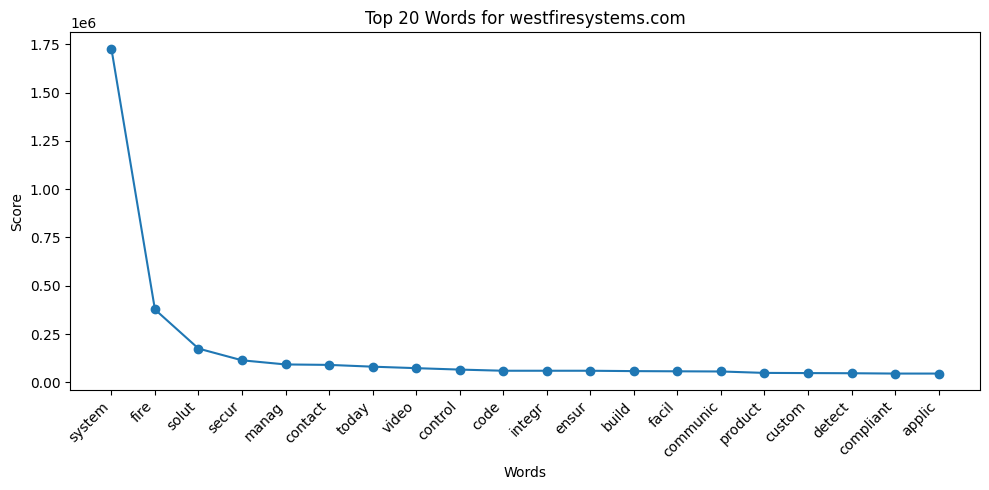 Top 20 Words for westfiresystems.com
1e6
1.75
1.50
1.25
1.00
0.75
0.50
0.25
0.00
Score
system
fire
solut
secur
manag
contact
today
video
control
code
integr
ensur
build
facil
communic
product
custom
detect
compliant
applic
Words